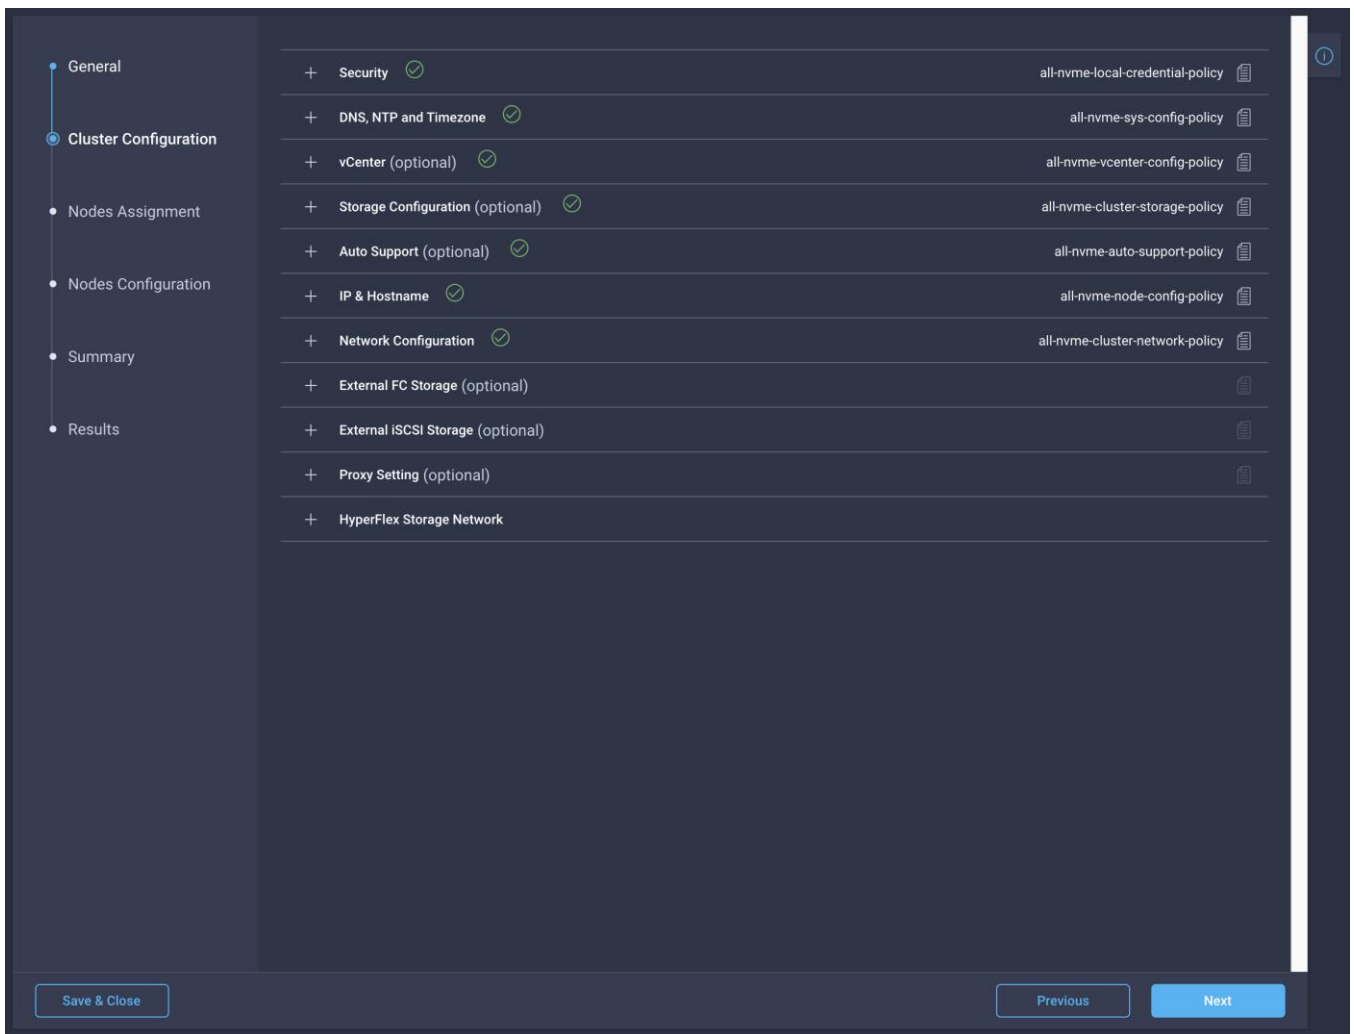 General
Cluster Configuration
Nodes Assignment
Nodes Configuration
Summary
Results
Security all-nvme-local-credential-policy
DNS, NTP and Timezone all-nvme-sys-config-policy
vCenter (optional) all-nvme-vcenter-config-policy
Storage Configuration (optional) all-nvme-cluster-storage-policy
Auto Support (optional) all-nvme-auto-support-policy
IP & Hostname all-nvme-node-config-policy
Network Configuration all-nvme-cluster-network-policy
External FC Storage (optional)
External iSCSI Storage (optional)
Proxy Setting (optional)
HyperFlex Storage Network
Save & Close Previous Next